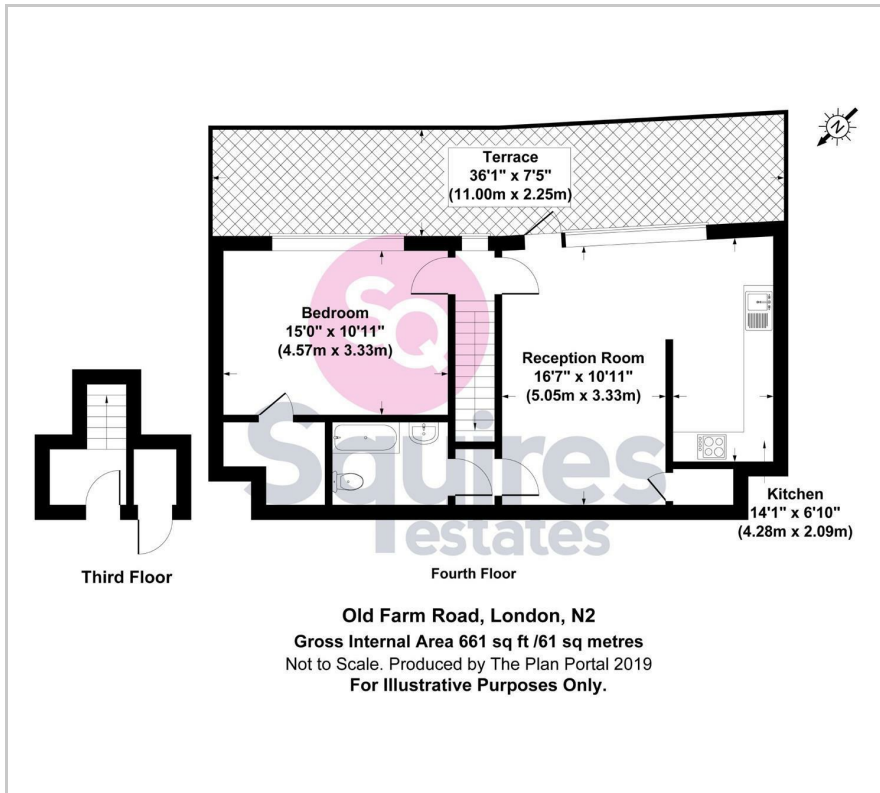 Terrace
36'1" x 7'5"
(11.00m x 2.25m)
N
SQ
Bedroom
15'0" x 10'11"
(4.57m x 3.33m)
Reception Room
16'7" x 10'11"
(5.05m x 3.33m)
Squires
estates
Kitchen
14'1" x 6'10"
(4.28m x 2.09m)
Third Floor
Fourth Floor
Old Farm Road, London, N2
Gross Internal Area 661 sq ft /61 sq metres
Not to Scale. Produced by The Plan Portal 2019
For Illustrative Purposes Only.